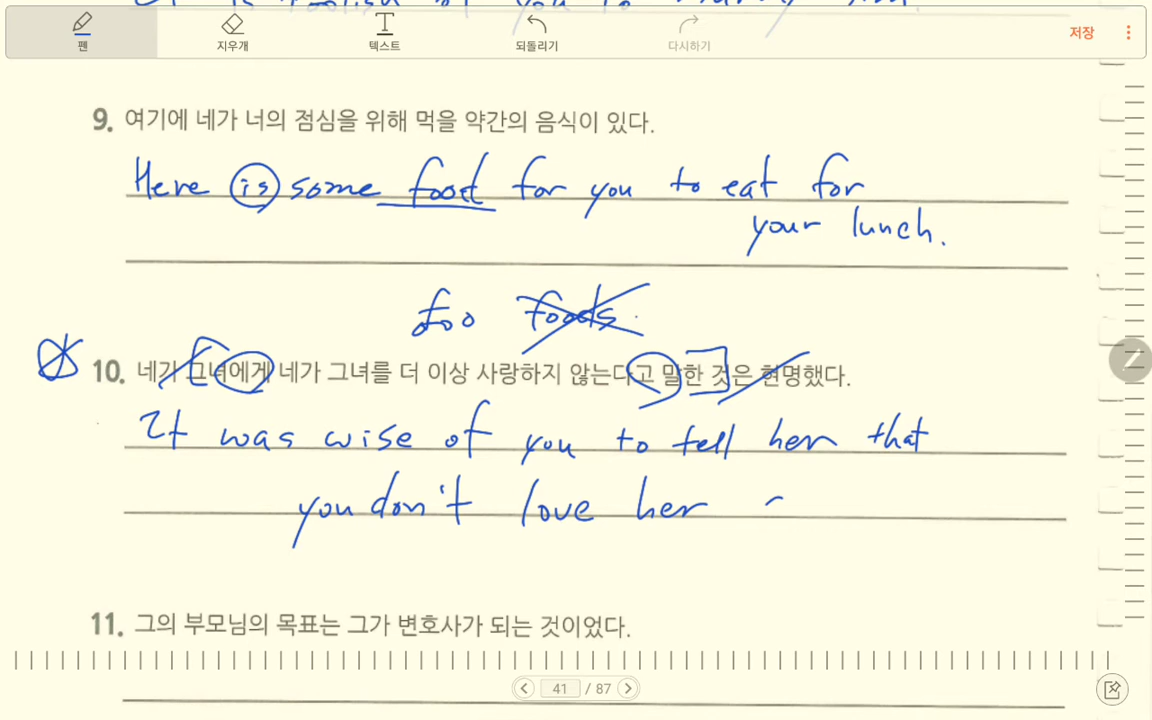 펜
지우개
텍스트
되돌리기
다시하기
저장
9. 여기에 네가 너의 점심을 위해 먹을 약간의 음식이 있다.
Here is some food for you to eat for
your lunch.
foo foods.
10. 네가 그녀에게 네가 그녀를 더 이상 사랑하지 않는다고 말한 것은 현명했다.
It was wise of you to tell her that
you don't love her
11. 그의 부모님의 목표는 그가 변호사가 되는 것이었다.
41 / 87